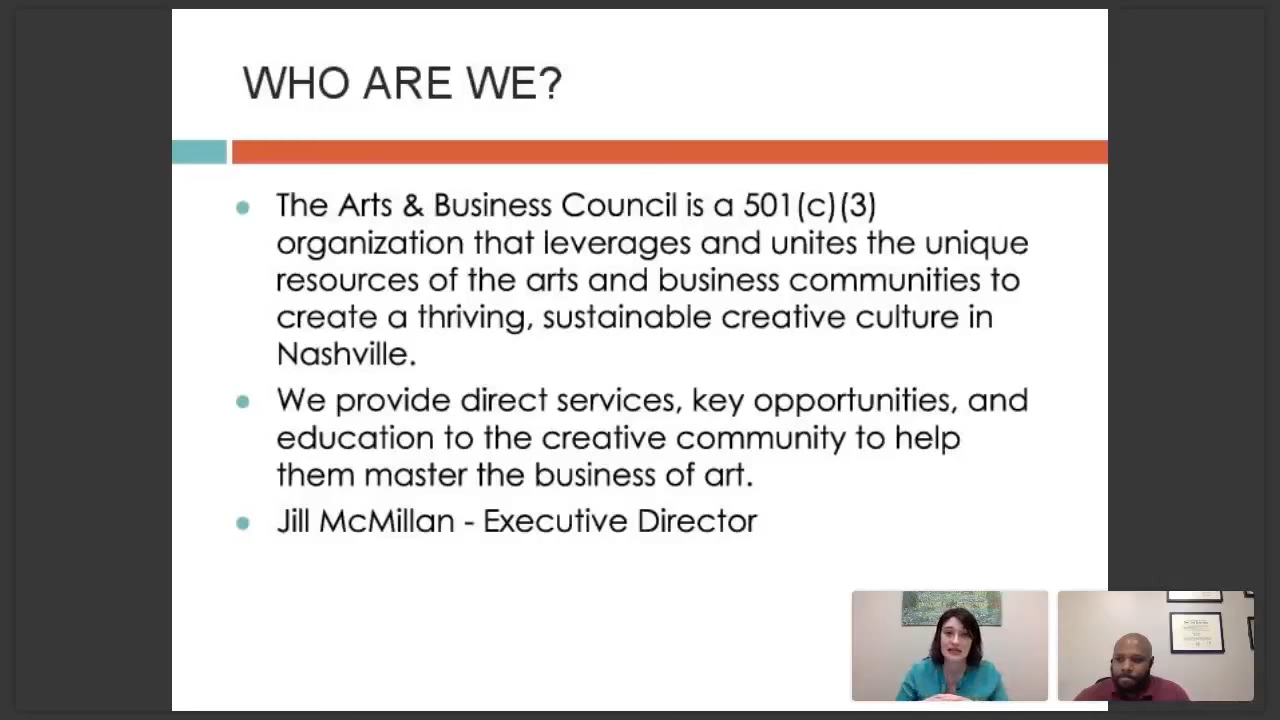 WHO ARE WE?
The Arts & Business Council is a 501(c)(3)
organization that leverages and unites the unique
resources of the arts and business communities to
create a thriving, sustainable creative culture in
Nashville.
We provide direct services, key opportunities, and
education to the creative community to help
them master the business of art.
Jill McMillan - Executive Director